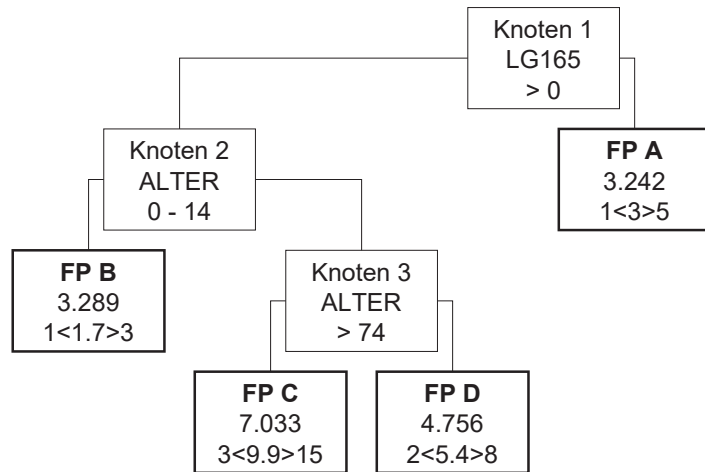 Knoten 1
LG165
> 0
Knoten 2
ALTER
0 - 14
FP A
3.242
1<3>5
FP B
3.289
1<1.7>3
Knoten 3
ALTER
> 74
FP C
7.033
3<9.9>15
FP D
4.756
2<5.4>8